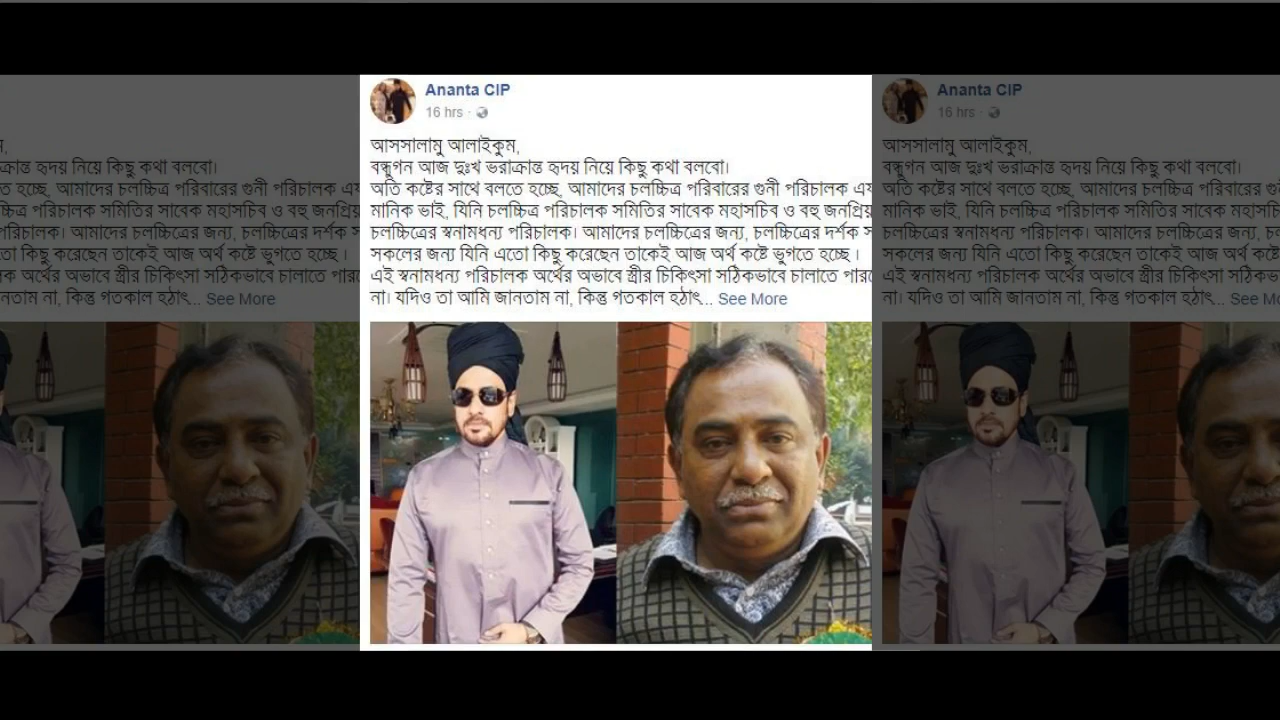 Ananta CIP
16 hrs ·
আসসালামু আলাইকুম,
বন্ধুগন আজ দুঃখ ভরাক্রান্ত হৃদয় নিয়ে কিছু কথা বলবো।
অতি কষ্টের সাথে বলতে হচ্ছে, আমাদের চলচ্চিত্র পরিবারের গুনী পরিচালক
মানিক ভাই, যিনি চলচ্চিত্র পরিচালক সমিতির সাবেক মহাসচিব ও বহু জনপ্রিয়
চলচ্চিত্রের স্বনামধন্য পরিচালক। আমাদের চলচ্চিত্রের জন্য, চলচ্চিত্রের দর্শক
সকলের জন্য যিনি এতো কিছু করেছেন তাকেই আজ অর্থ কষ্টে ভুগতে হচ্ছে ।
এই স্বনামধন্য পরিচালক অর্থের অভাবে স্ত্রীর চিকিৎসা সঠিকভাবে চালাতে
না। যদিও তা আমি জানতাম না, কিন্তু গতকাল হঠাৎ... See More